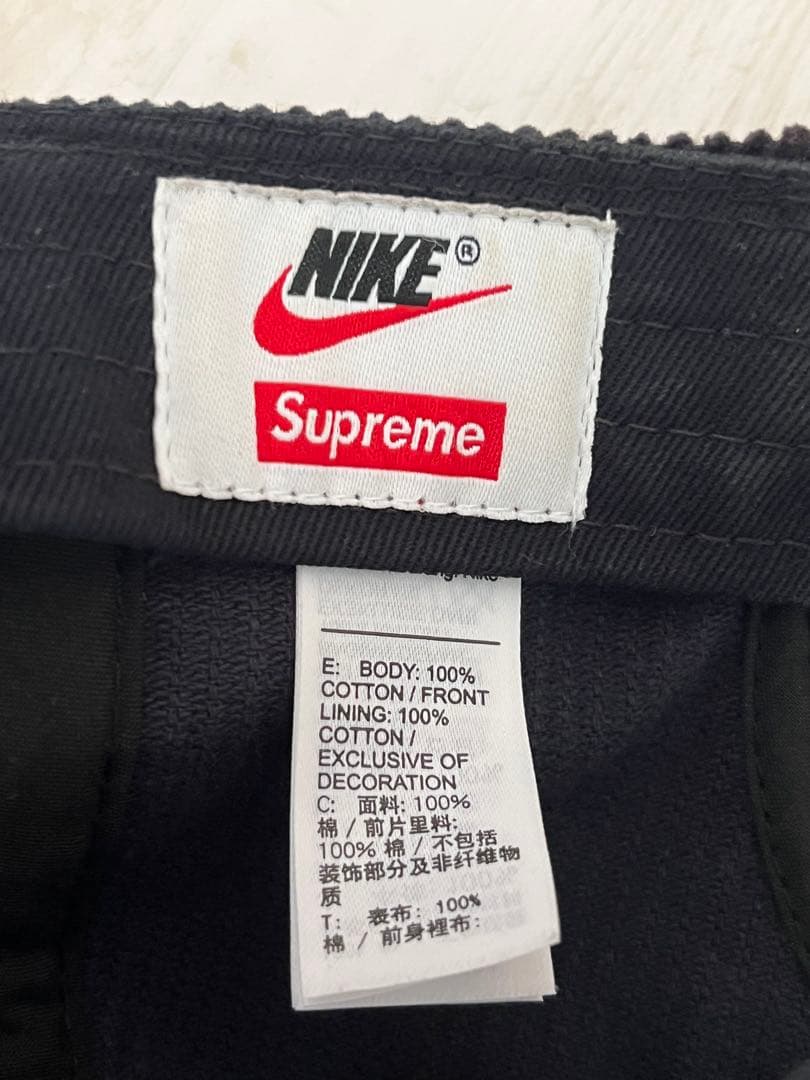 NIKE®
Supreme
E: BODY: 100%
COTTON / FRONT
LINING: 100%
COTTON /
EXCLUSIVE OF
DECORATION
C: 面料: 100%
棉 / 前片里料:
100% 棉 / 不包括
装饰部分及非纤维物
质
T: 表布: 100%
棉 / 前身裡布: